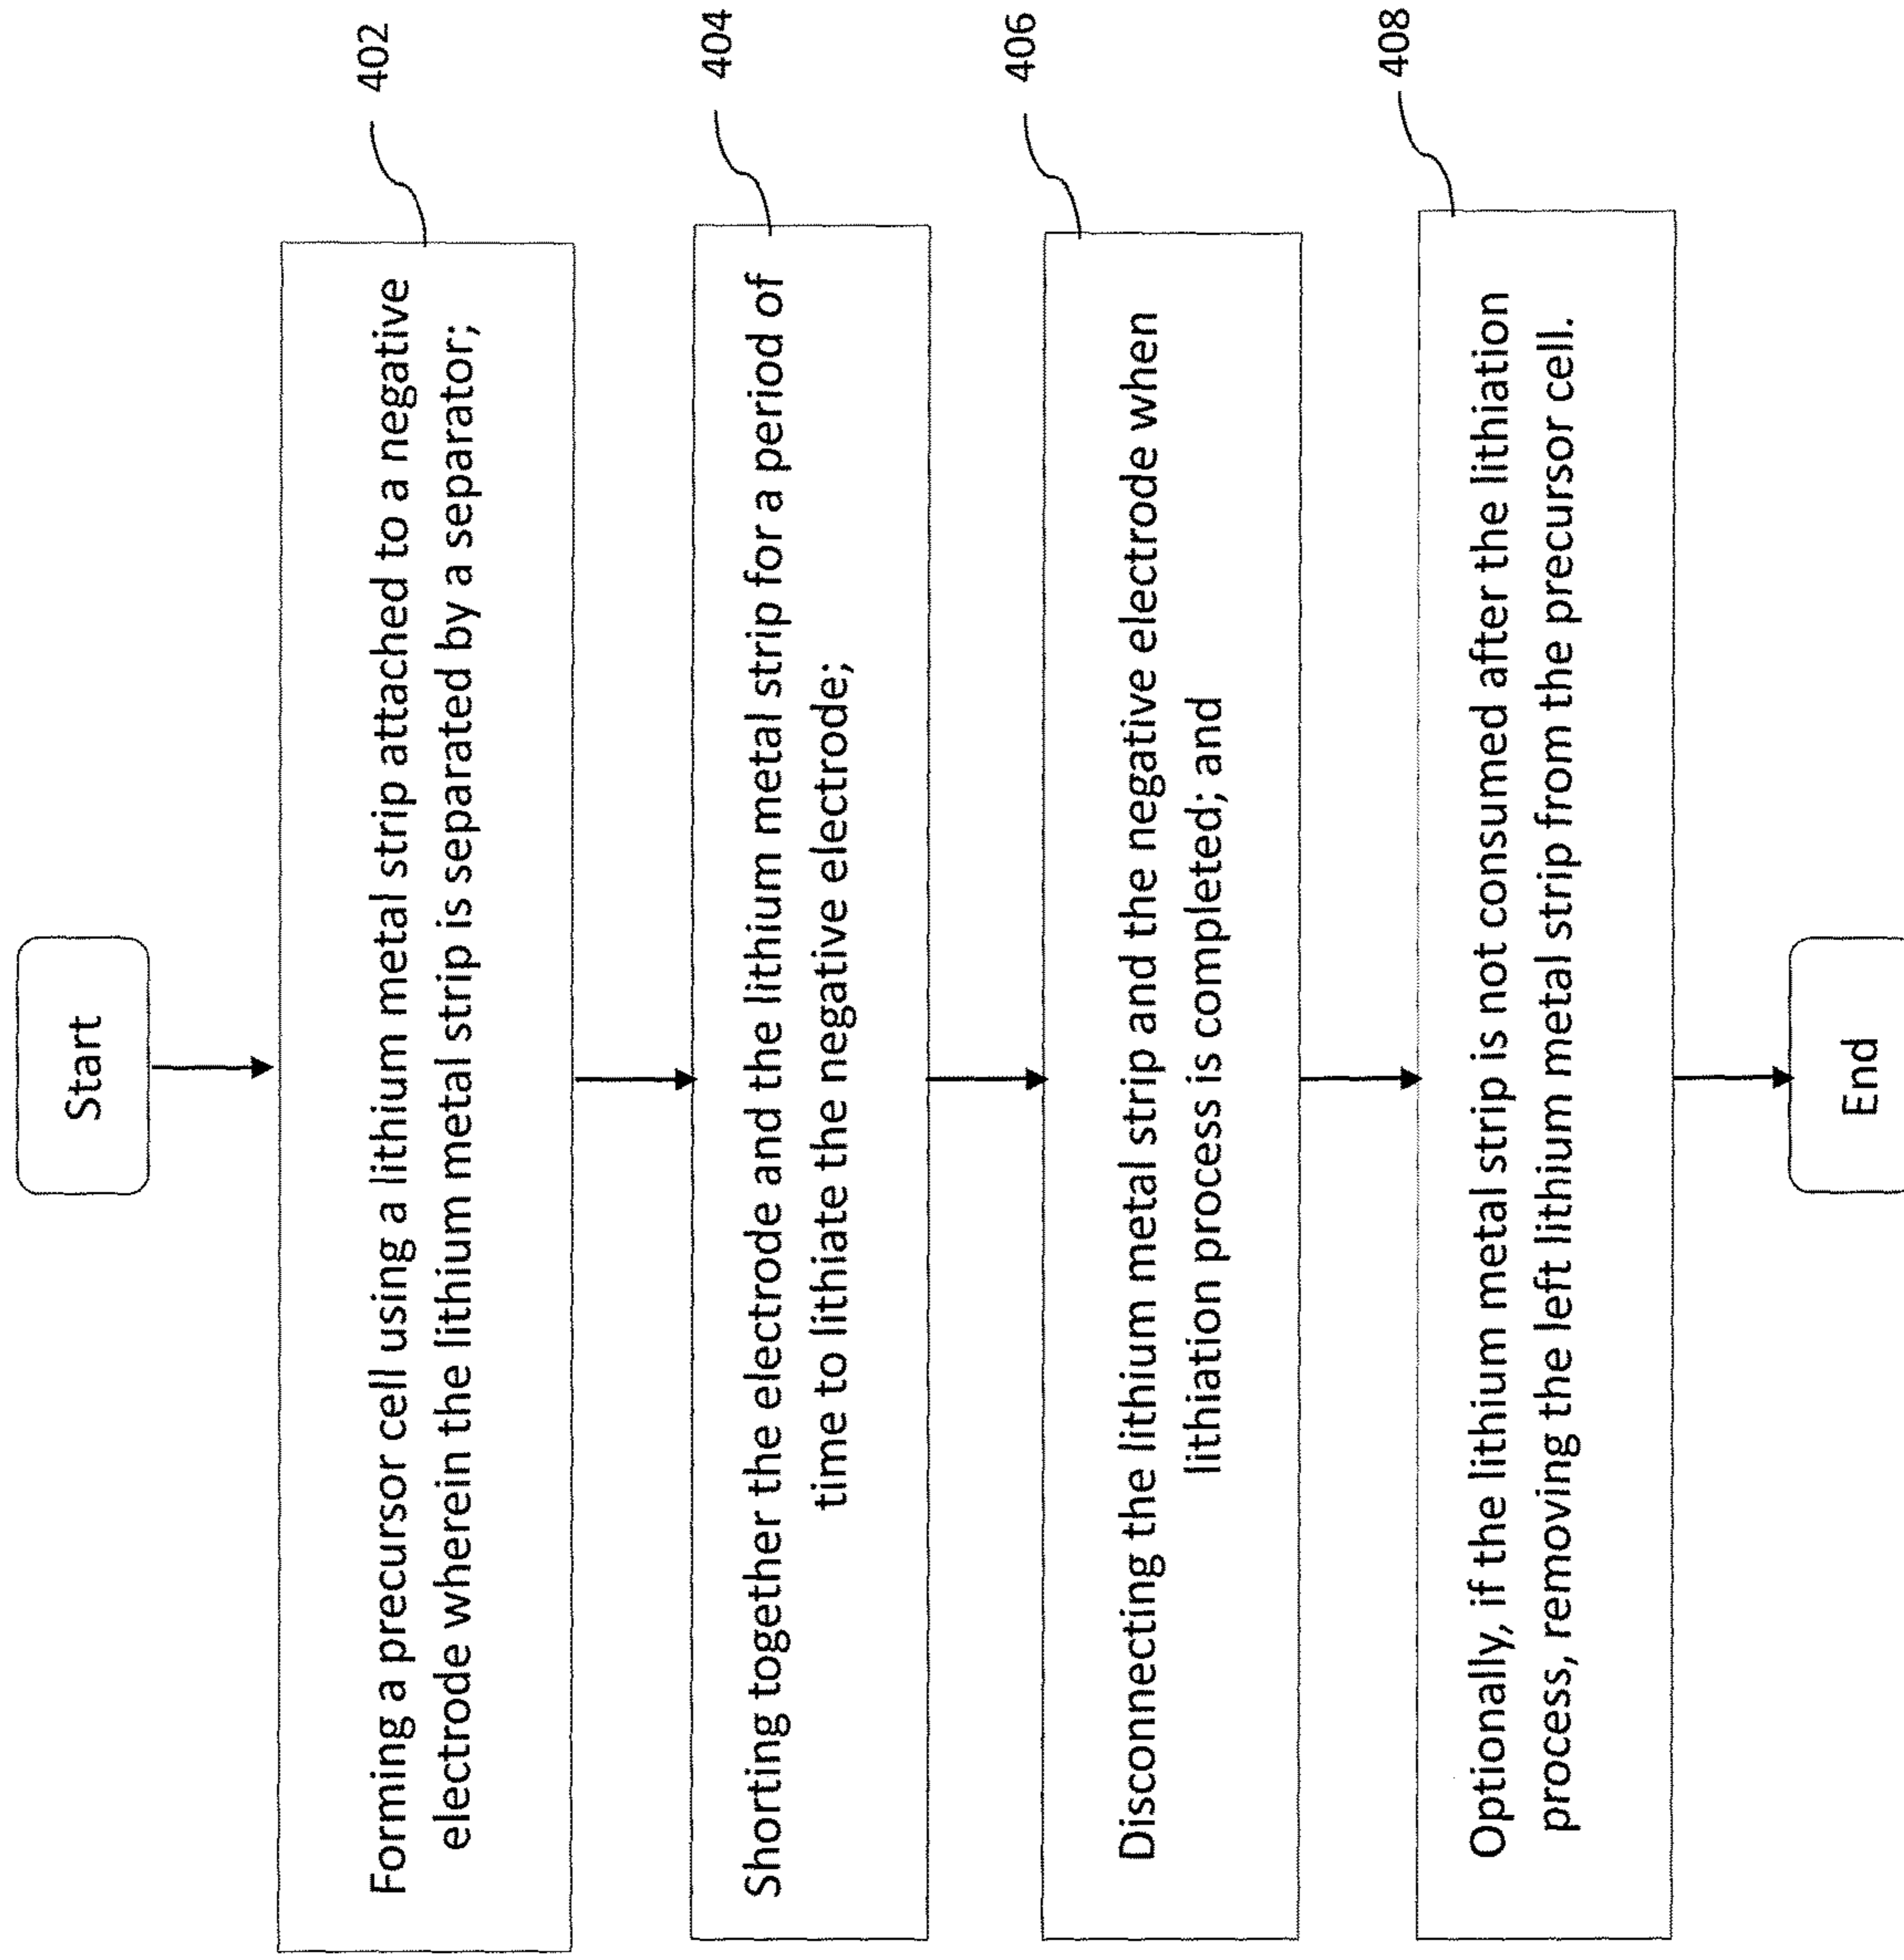 Start
Forming a precursor cell using a lithium metal strip attached to a negative
electrode wherein the lithium metal strip is separated by a separator;
402
Shorting together the electrode and the lithium metal strip for a period of
time to lithiate the negative electrode;
404
Disconnecting the lithium metal strip and the negative electrode when
lithiation process is completed; and
406
Optionally, if the lithium metal strip is not consumed after the lithiation
process, removing the left lithium metal strip from the precursor cell.
408
End